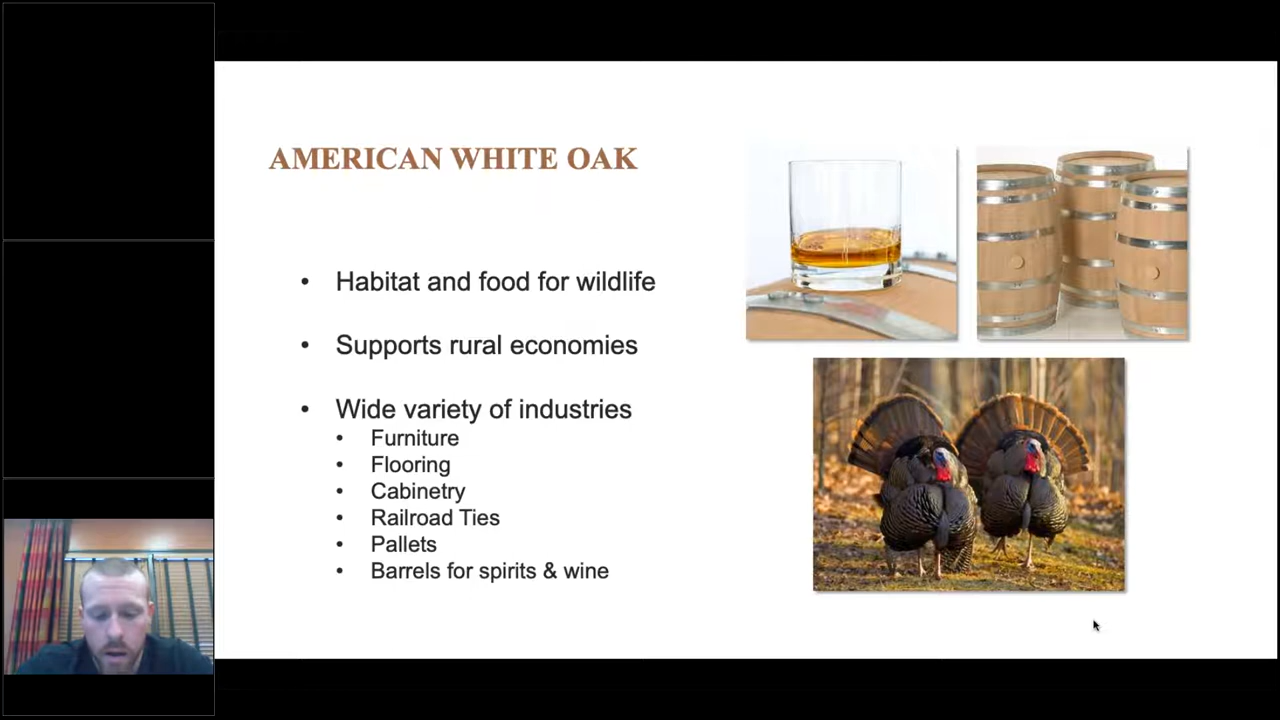 AMERICAN WHITE OAK
• Habitat and food for wildlife
• Supports rural economies
• Wide variety of industries
• Furniture
• Flooring
• Cabinetry
• Railroad Ties
• Pallets
• Barrels for spirits & wine